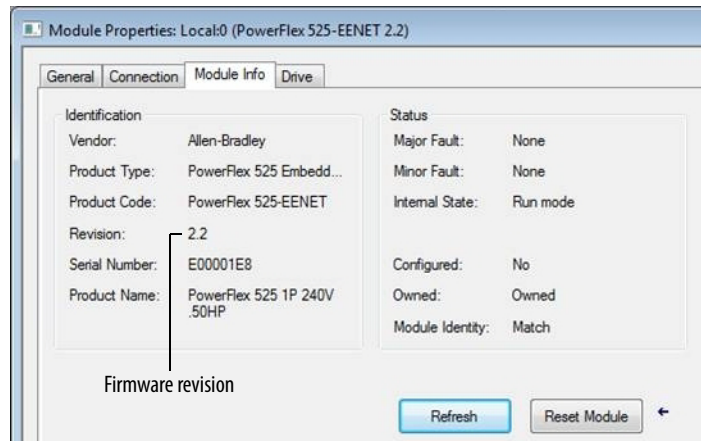 Module Properties: Local:0 (PowerFlex 525-EENET 2.2)
General Connection Module Info Drive
Identification
Vendor: Allen-Bradley
Product Type: PowerFlex 525 Embedd...
Product Code: PowerFlex 525-EENET
Revision: 2.2
Serial Number: E00001E8
Product Name: PowerFlex 525 1P 240V
.50HP
Firmware revision
Status
Major Fault: None
Minor Fault: None
Internal State: Run mode
Configured: No
Owned: Owned
Module Identity: Match
Refresh Reset Module